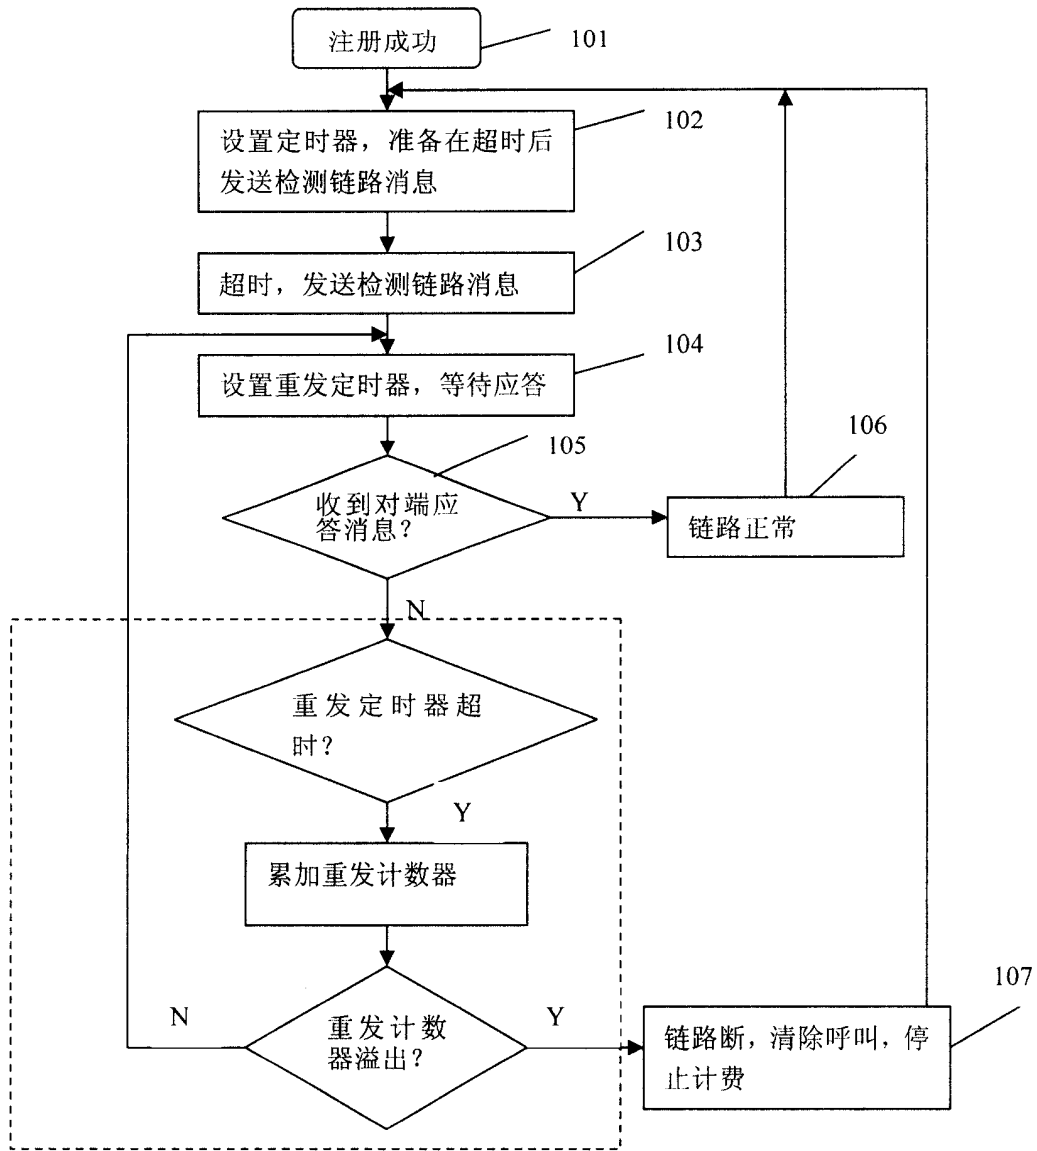 注册成功
101
设置定时器，准备在超时后
发送检测链路消息
102
超时，发送检测链路消息
103
设置重发定时器，等待应答
104
收到对端应
答消息？
105
Y
链路正常
106
N
重发定时器超
时？
Y
累加重发计数器
重发计数
器溢出？
N
Y
链路断，清除呼叫，停
止计费
107